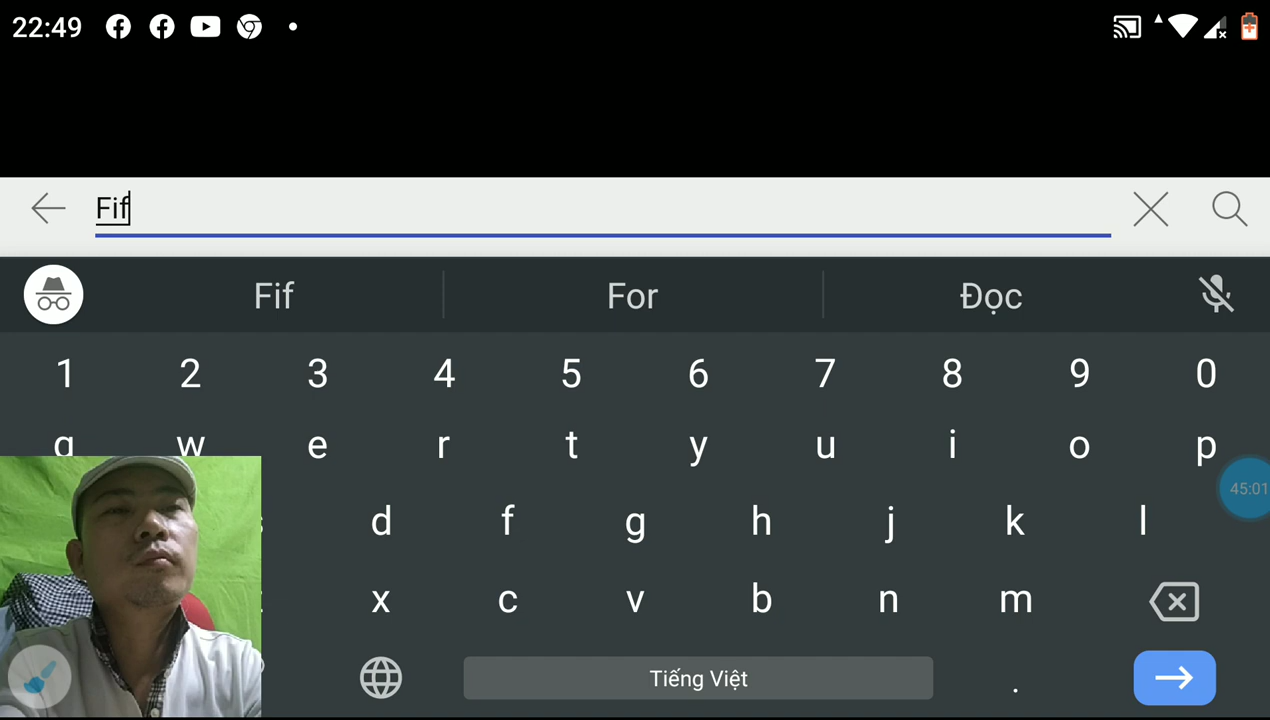 22:49
Fif
Fif For Đọc
1 2 3 4 5 6 7 8 9 0
q w e r t y u i o p
d f g h j k l
45:01
x c v b n m
Tiếng Việt .